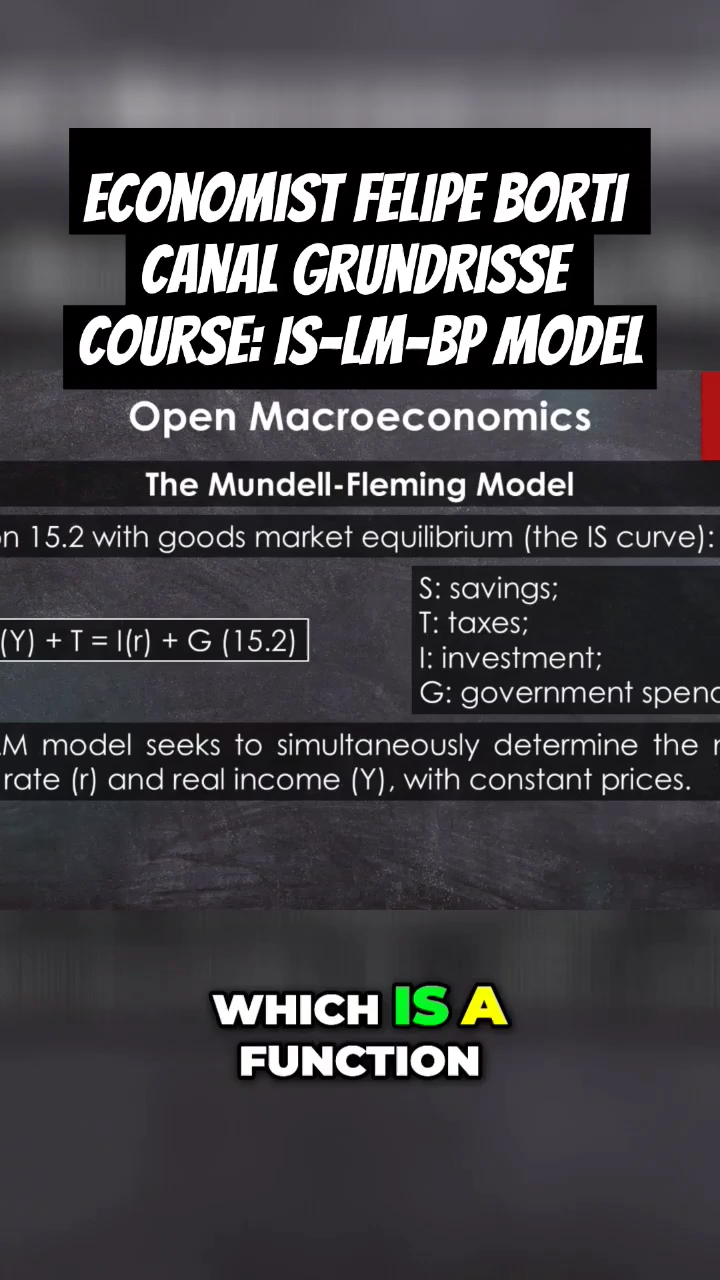 ECONOMIST FELIPE BORTI
CANAL GRUNDRISSE
COURSE: IS-LM-BP MODEL
Open Macroeconomics
The Mundell-Fleming Model
15.2 with goods market equilibrium (the IS curve):
S: savings;
T: taxes;
(Y) + T = I(r) + G (15.2)
I: investment;
G: government
model seeks to simultaneously determine the
rate (r) and real income (Y), with constant prices.
WHICH IS A
FUNCTION